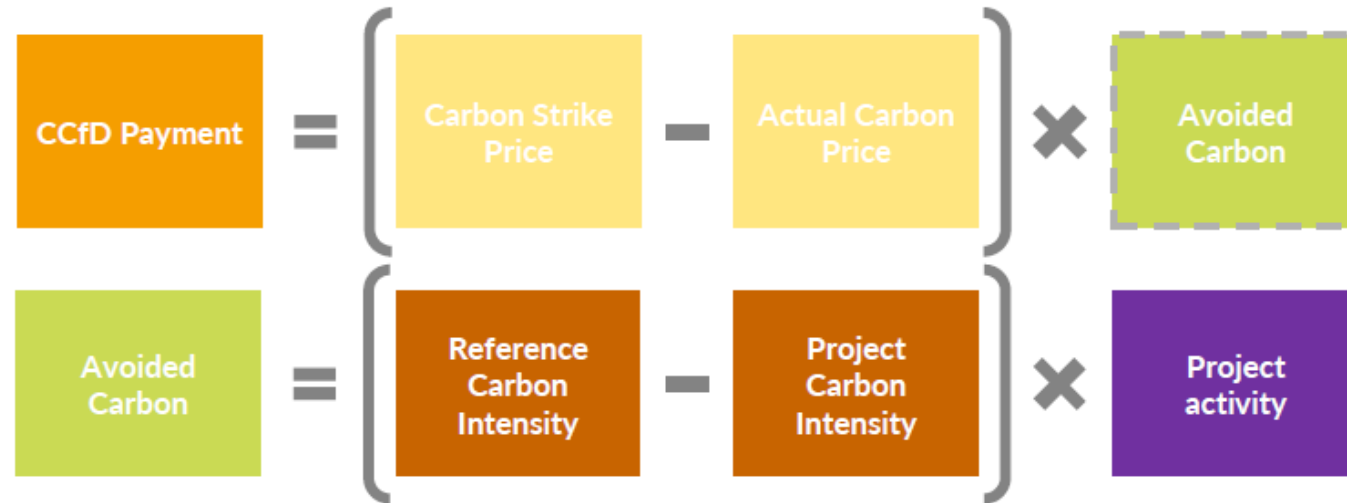 CCfD Payment = ( Carbon Strike Price − Actual Carbon Price ) × Avoided Carbon
Avoided Carbon = ( Reference Carbon Intensity − Project Carbon Intensity ) × Project activity